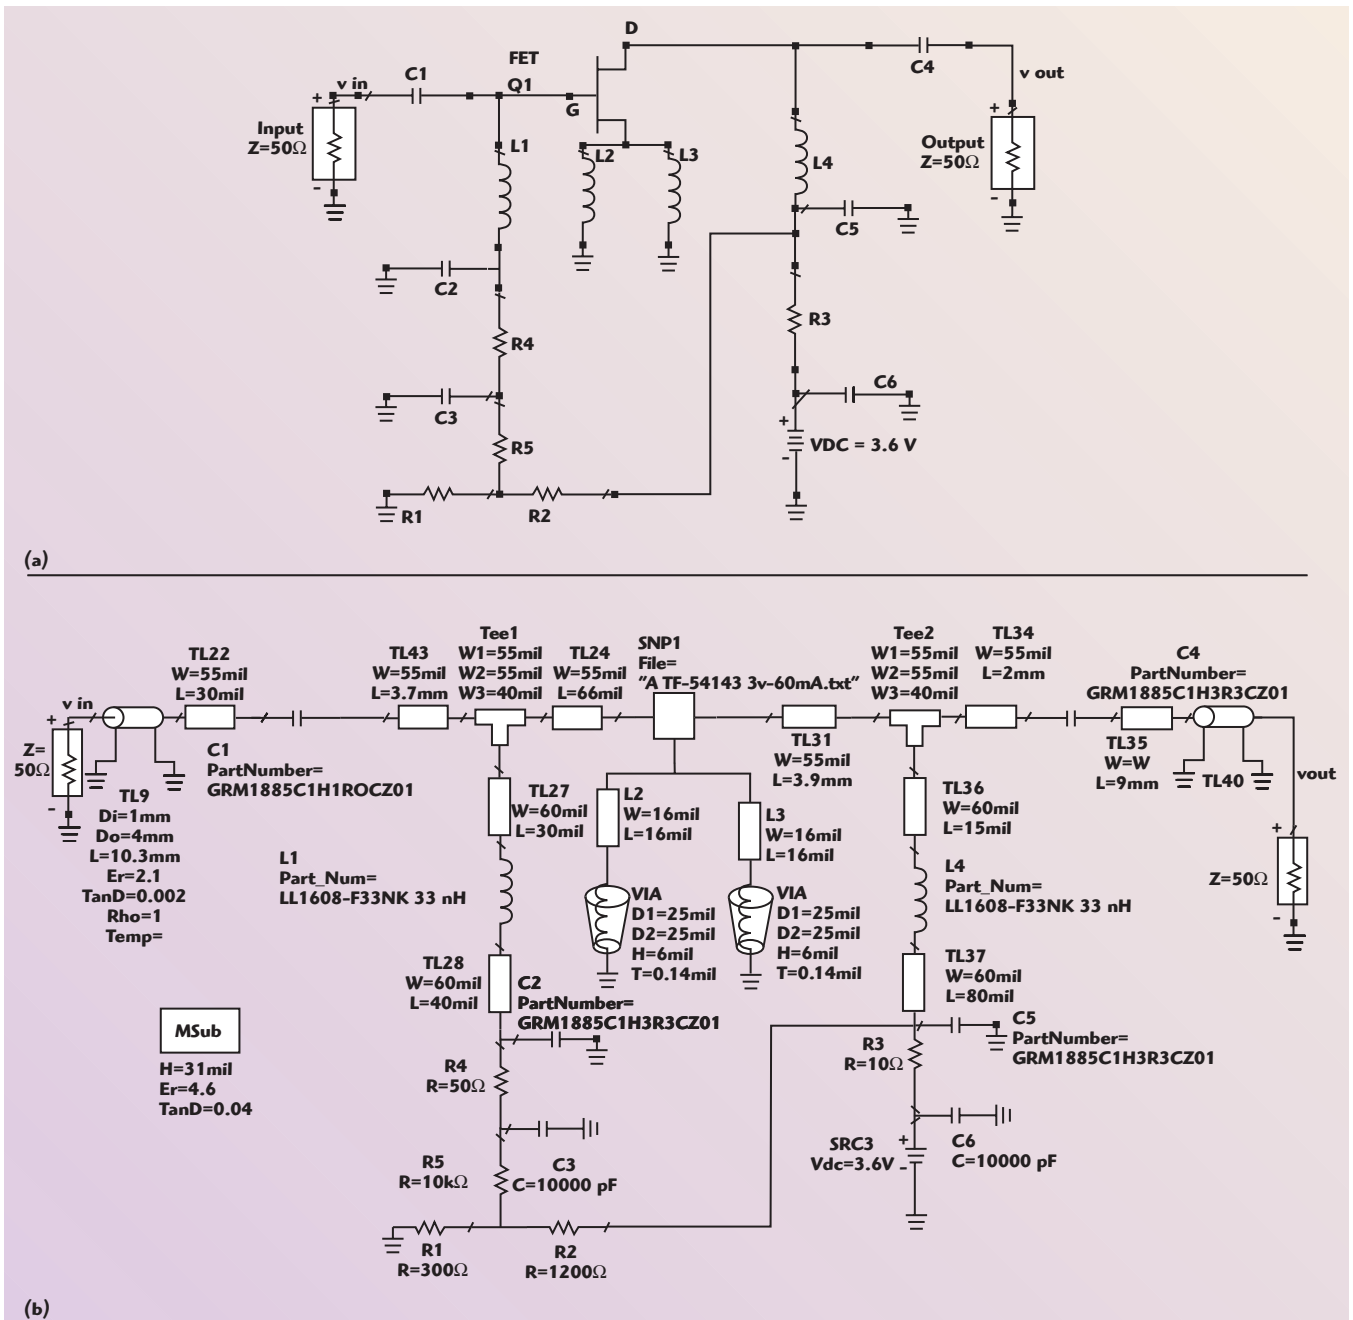 D
FET
Q1
C1
v in
+
Input
Z=50Ω
-
G
L1
L2
L3
L4
C4
v out
+
Output
Z=50Ω
-
C5
C2
R4
R3
C3
C6
R5
+
VDC = 3.6 V
-
R1
R2
(a)
v in
+
Z=
50Ω
-
TL9
Di=1mm
Do=4mm
L=10.3mm
Er=2.1
TanD=0.002
Rho=1
Temp=
TL22
W=55mil
L=30mil
C1
PartNumber=
GRM1885C1H1ROCZ01
TL43
W=55mil
L=3.7mm
Tee1
W1=55mil
W2=55mil
W3=40mil
TL24
W=55mil
L=66mil
SNP1
File=
"A TF-54143 3v-60mA.txt"
TL31
W=55mil
L=3.9mm
Tee2
W1=55mil
W2=55mil
W3=40mil
TL34
W=55mil
L=2mm
C4
PartNumber=
GRM1885C1H3R3CZ01
TL35
W=W
L=9mm
TL40
vout
+
Z=50Ω
-
TL27
W=60mil
L=30mil
L2
W=16mil
L=16mil
L3
W=16mil
L=16mil
TL36
W=60mil
L=15mil
L1
Part_Num=
LL1608-F33NK 33 nH
VIA
D1=25mil
D2=25mil
H=6mil
T=0.14mil
VIA
D1=25mil
D2=25mil
H=6mil
T=0.14mil
L4
Part_Num=
LL1608-F33NK 33 nH
TL28
W=60mil
L=40mil
C2
PartNumber=
GRM1885C1H3R3CZ01
TL37
W=60mil
L=80mil
C5
PartNumber=
GRM1885C1H3R3CZ01
MSub
H=31mil
Er=4.6
TanD=0.04
R4
R=50Ω
R3
R=10Ω
R5
R=10kΩ
C3
C=10000 pF
SRC3
Vdc=3.6V
+
-
C6
C=10000 pF
R1
R=300Ω
R2
R=1200Ω
(b)